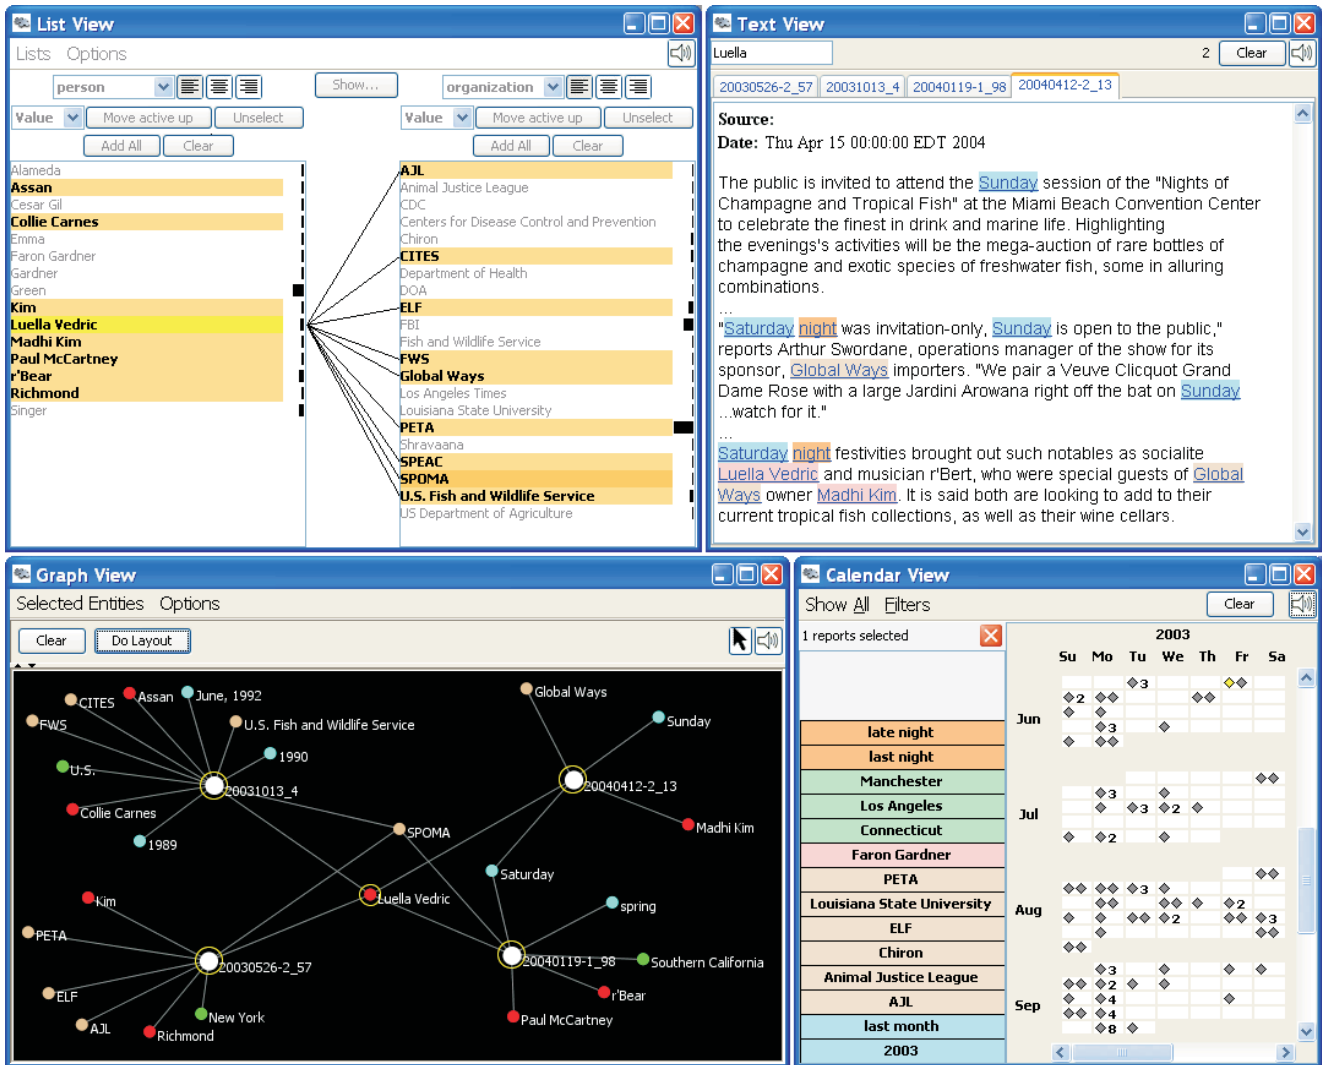 List View
Lists Options
person
Show...
organization
Value
Move active up
Unselect
Value
Move active up
Unselect
Add All
Clear
Add All
Clear
Alameda
Assan
Cesar Gil
Collie Carnes
Emma
Faron Gardner
Gardner
Green
Kim
Luella Vedric
Madhi Kim
Paul McCartney
r'Bear
Richmond
Singer
AJL
Animal Justice League
CDC
Centers for Disease Control and Prevention
Chiron
CITES
Department of Health
DOA
ELF
FBI
Fish and Wildlife Service
FWS
Global Ways
Los Angeles Times
Louisiana State University
PETA
Shravaana
SPEAC
SPOMA
U.S. Fish and Wildlife Service
US Department of Agriculture
Text View
Luella
2
Clear
20030526-2_57
20031013_4
20040119-1_98
20040412-2_13
Source:
Date: Thu Apr 15 00:00:00 EDT 2004
The public is invited to attend the Sunday session of the "Nights of
Champagne and Tropical Fish" at the Miami Beach Convention Center
to celebrate the finest in drink and marine life. Highlighting
the evenings's activities will be the mega-auction of rare bottles of
champagne and exotic species of freshwater fish, some in alluring
combinations.
...
"Saturday night was invitation-only, Sunday is open to the public,"
reports Arthur Swordane, operations manager of the show for its
sponsor, Global Ways importers. "We pair a Veuve Clicquot Grand
Dame Rose with a large Jardini Arowana right off the bat on Sunday
...watch for it."
...
Saturday night festivities brought out such notables as socialite
Luella Vedric and musician r'Bert, who were special guests of Global
Ways owner Madhi Kim. It is said both are looking to add to their
current tropical fish collections, as well as their wine cellars.
Graph View
Selected Entities Options
Clear
Do Layout
CITES
Assan
June, 1992
FWS
U.S. Fish and Wildlife Service
U.S.
1990
20031013_4
Collie Carnes
1989
Global Ways
Sunday
20040412-2_13
Madhi Kim
SPOMA
Saturday
Luella Vedric
spring
Kim
PETA
20030526-2_57
20040119-1_98
Southern California
ELF
r'Bear
AJL
New York
Paul McCartney
Richmond
Calendar View
Show All Filters
Clear
1 reports selected
late night
last night
Manchester
Los Angeles
Connecticut
Faron Gardner
PETA
Louisiana State University
ELF
Chiron
Animal Justice League
AJL
last month
2003
2003
Su Mo Tu We Th Fr Sa
3
2
Jun
3
3
Jul
3 2
2
3
2
Aug
2 3
3
2
Sep
4
4
8